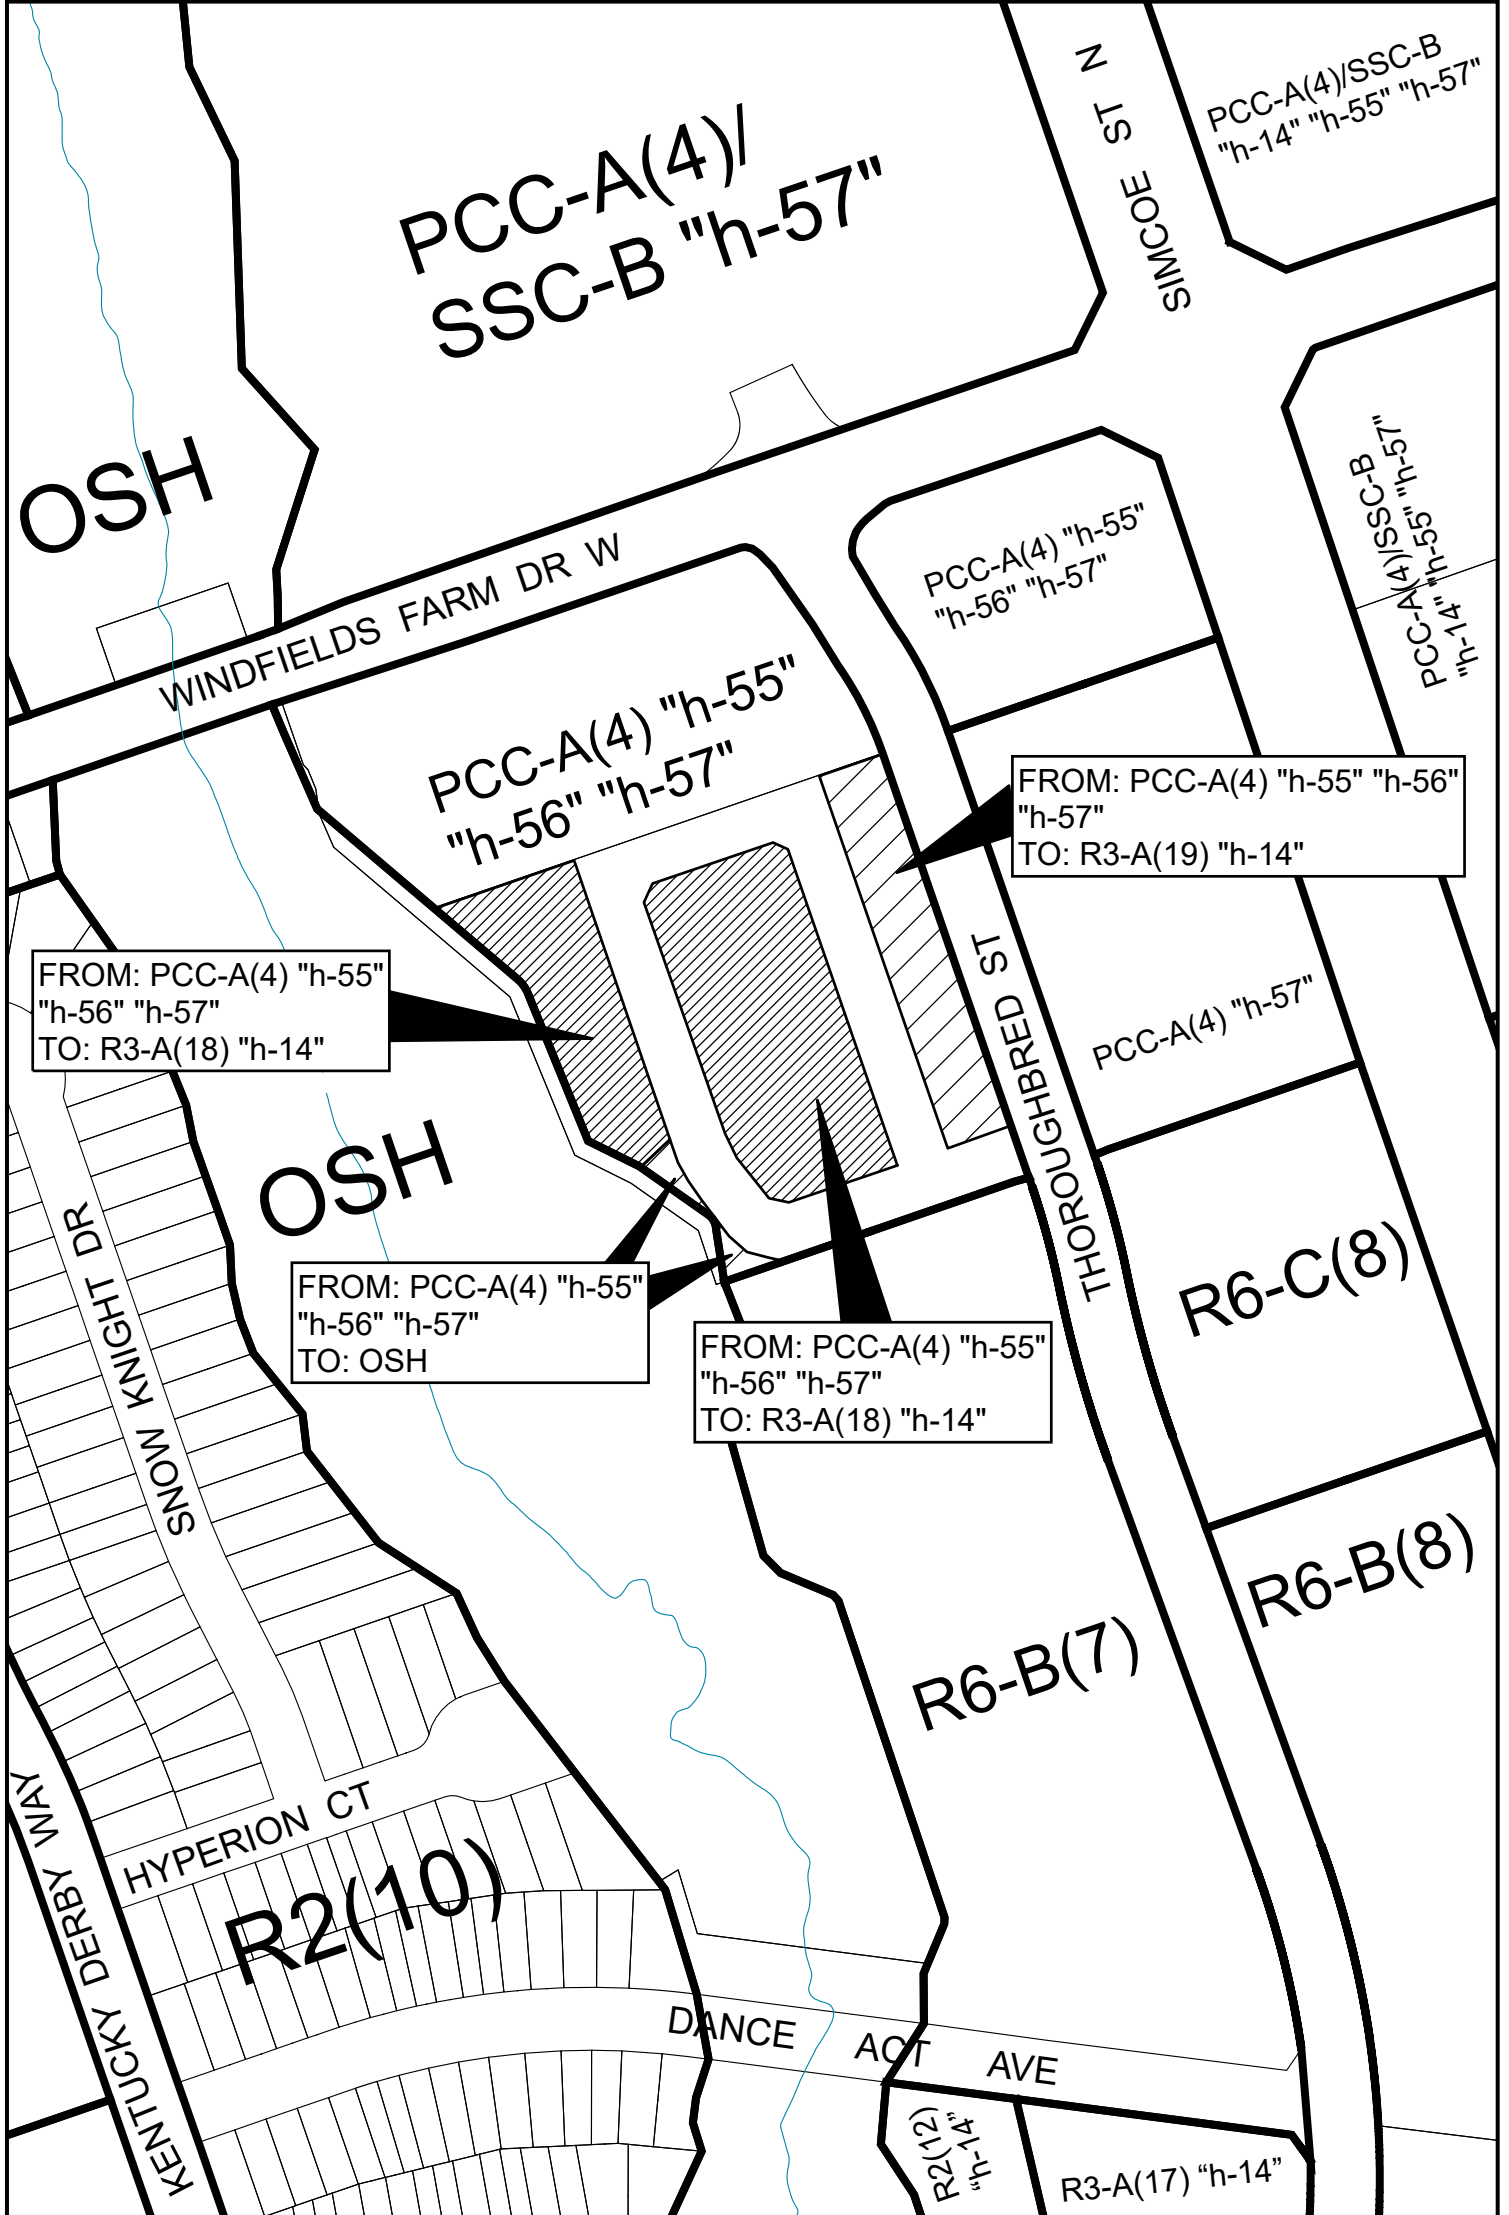 PCC-A(4)/
SSC-B "h-57"
SIMCOE ST N
PCC-A(4)/SSC-B
"h-14" "h-55" "h-57"
OSH
WINDFIELDS FARM DR W
PCC-A(4) "h-55"
"h-56" "h-57"
PCC-A(4)/SSC-B
"h-14" "h-55" "h-57"
PCC-A(4) "h-55"
"h-56" "h-57"
FROM: PCC-A(4) "h-55" "h-56"
"h-57"
TO: R3-A(19) "h-14"
FROM: PCC-A(4) "h-55"
"h-56" "h-57"
TO: R3-A(18) "h-14"
THOROUGHBRED ST
PCC-A(4) "h-57"
OSH
FROM: PCC-A(4) "h-55"
"h-56" "h-57"
TO: OSH
FROM: PCC-A(4) "h-55"
"h-56" "h-57"
TO: R3-A(18) "h-14"
R6-C(8)
SNOW KNIGHT DR
R6-B(8)
R6-B(7)
HYPERION CT
KENTUCKY DERBY WAY
R2(10)
DANCE ACT AVE
R2(12)
"h-14"
R3-A(17) “h-14”